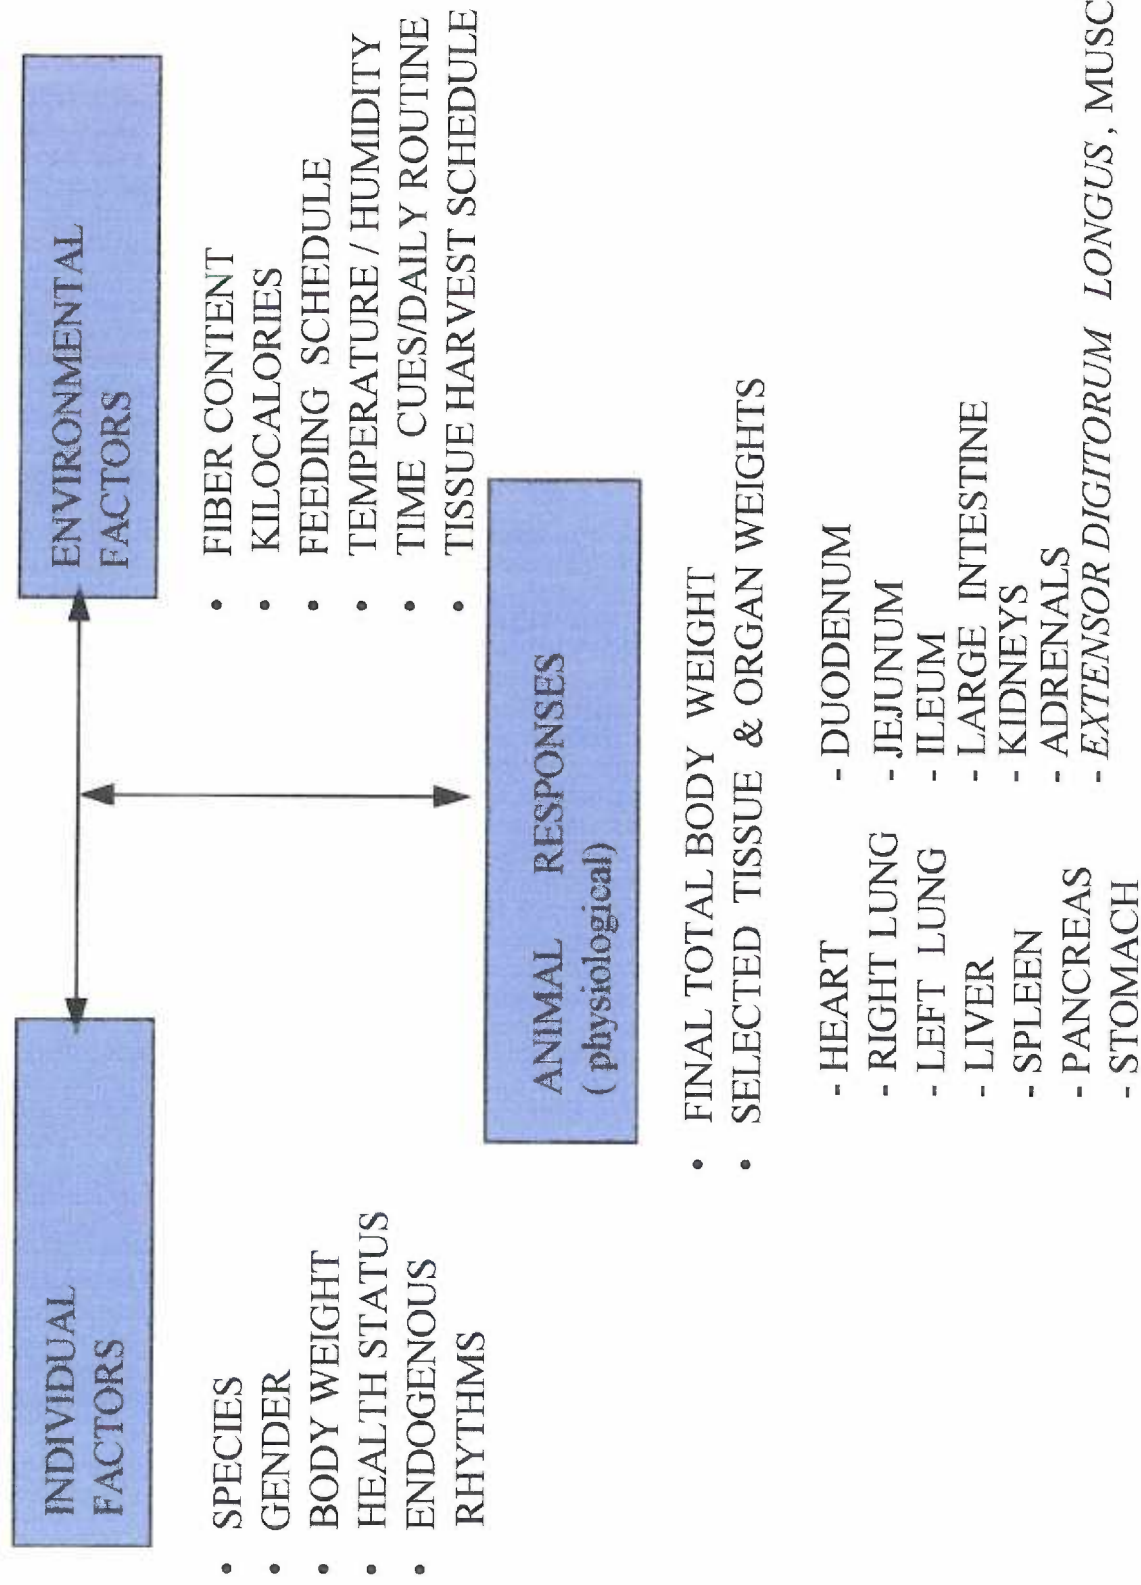 INDIVIDUAL
FACTORS
• SPECIES
• GENDER
• BODY WEIGHT
• HEALTH STATUS
• ENDOGENOUS
RHYTHMS
ENVIRONMENTAL
FACTORS
• FIBER CONTENT
• KILOCALORIES
• FEEDING SCHEDULE
• TEMPERATURE / HUMIDITY
• TIME CUES/DAILY ROUTINE
• TISSUE HARVEST SCHEDULE
ANIMAL RESPONSES
( physiological)
• FINAL TOTAL BODY WEIGHT
• SELECTED TISSUE & ORGAN WEIGHTS
- HEART
- RIGHT LUNG
- LEFT LUNG
- LIVER
- SPLEEN
- PANCREAS
- STOMACH
- DUODENUM
- JEJUNUM
- ILEUM
- LARGE INTESTINE
- KIDNEYS
- ADRENALS
- EXTENSOR DIGITORUM LONGUS, MUSC